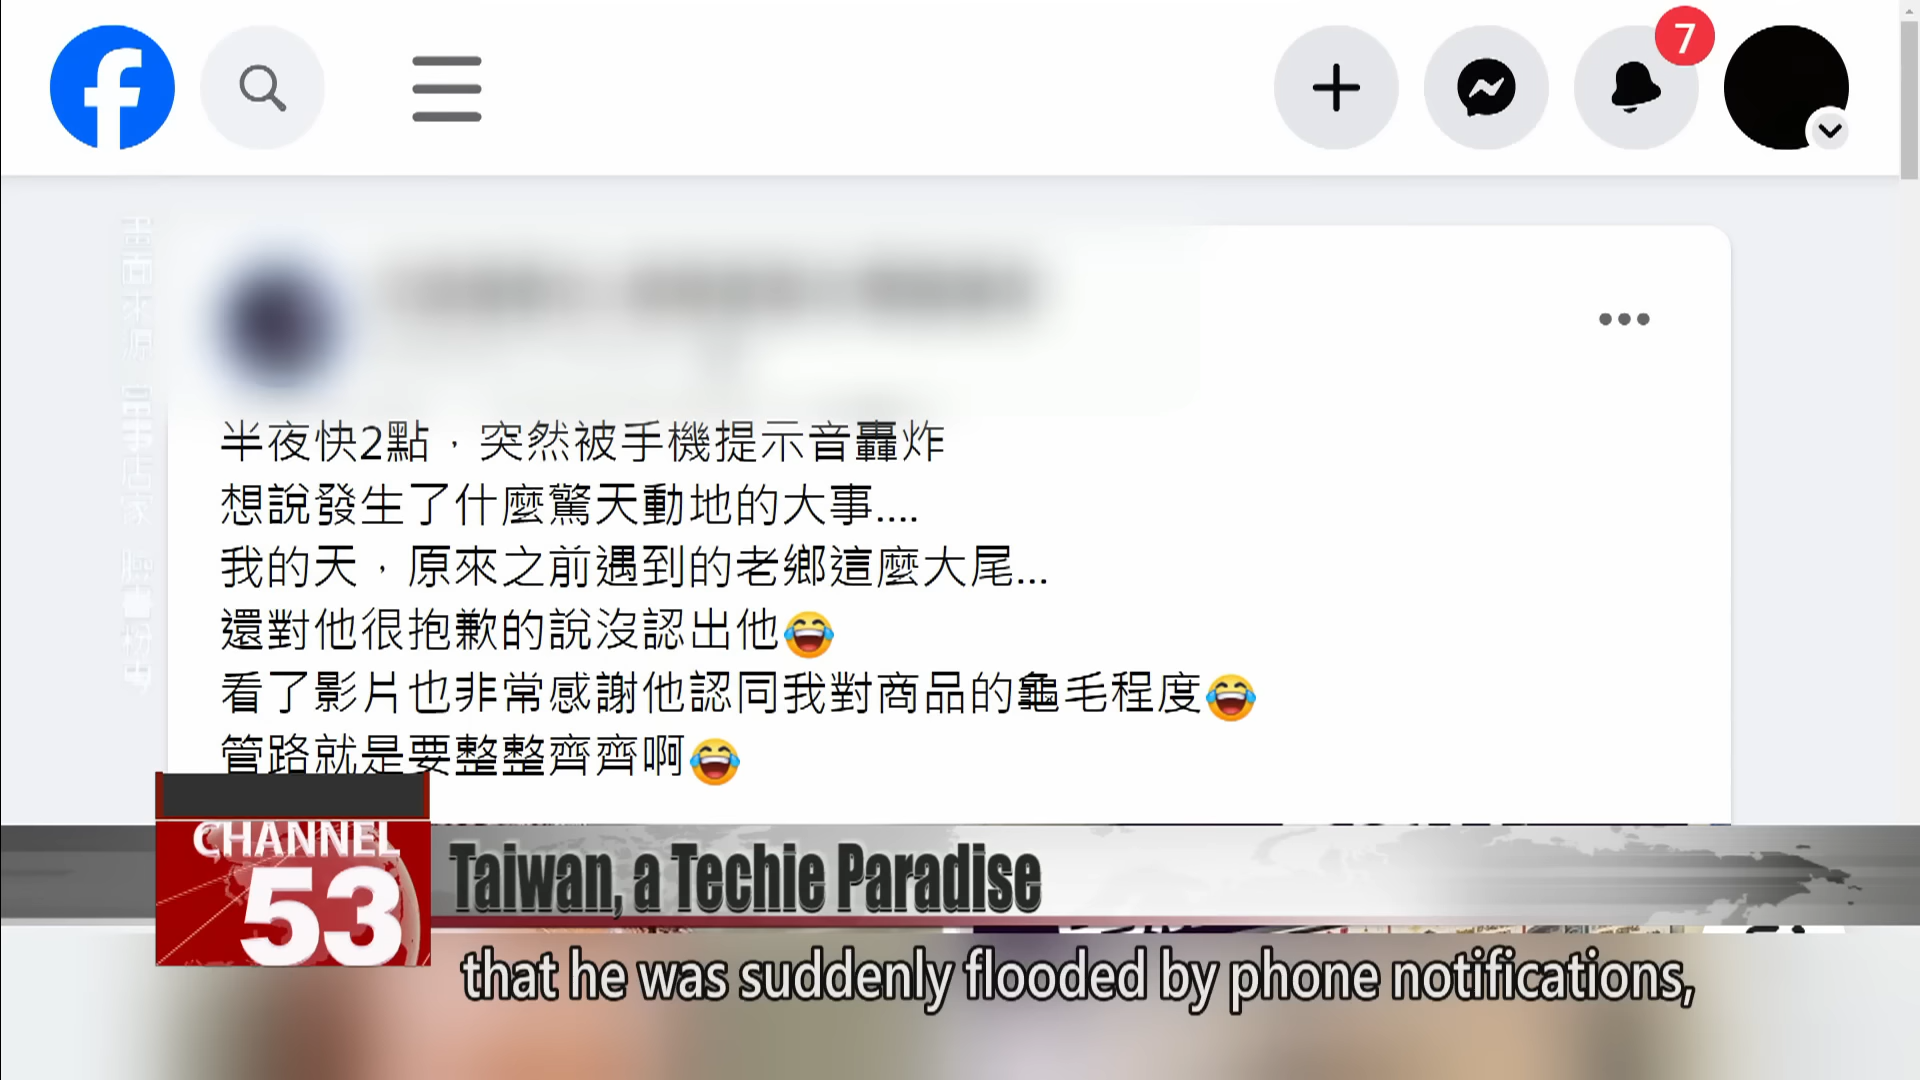 7
半夜快2點，突然被手機提示音轟炸
想說發生了什麼驚天動地的大事....
我的天，原來之前遇到的老鄉這麼大尾...
還對他很抱歉的說沒認出他😂
看了影片也非常感謝他認同我對商品的龜毛程度😂
管路就是要整整齊齊啊😂
CHANNEL
53
Taiwan, a Techie Paradise
that he was suddenly flooded by phone notifications,